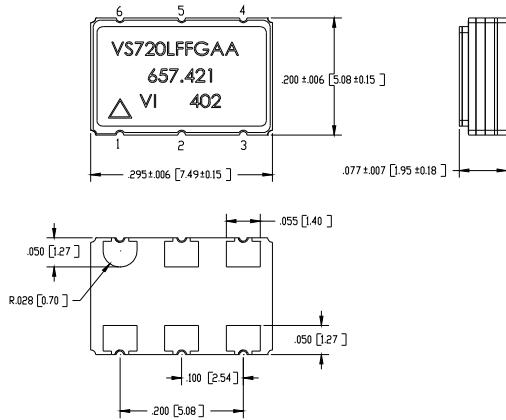 6 5 4
VS720LFFGAA
657.421
VI 402
1 2 3
.200 ±.006 [5.08 ±0.15]
.295±.006 [7.49±0.15]
.077±.007 [1.95 ±0.18]
.055 [1.40]
.050 [1.27]
R.028 [0.70]
.050 [1.27]
.100 [2.54]
.200 [5.08]